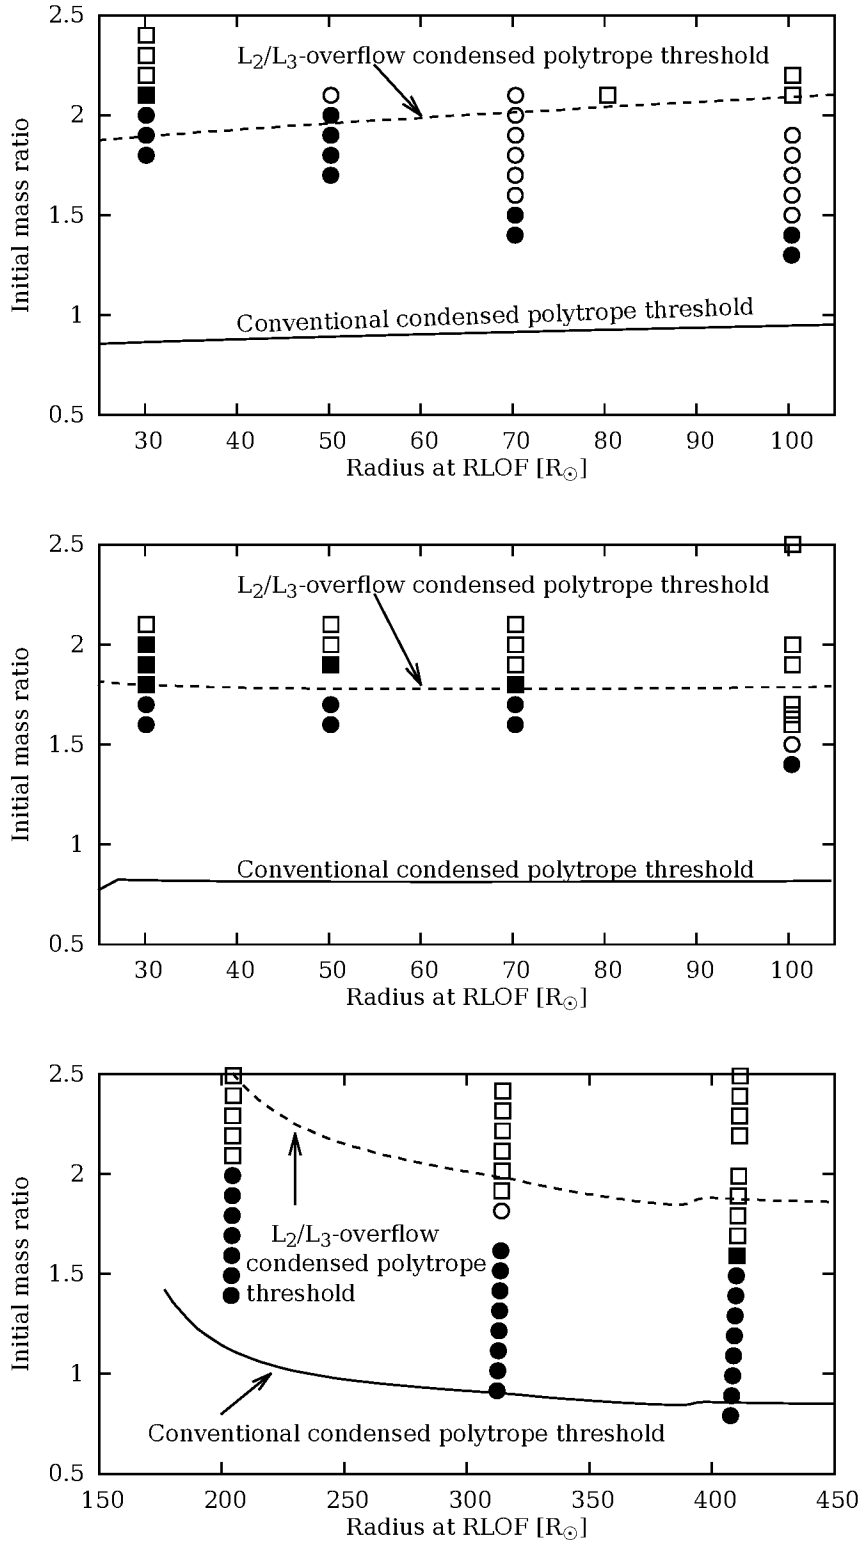 2.5
L₂/L₃-overflow condensed polytrope threshold
2
Initial mass ratio
1.5
Conventional condensed polytrope threshold
1
0.5
30 40 50 60 70 80 100
Radius at RLOF [R☉]
2.5
L₂/L₃-overflow condensed polytrope threshold
2
Initial mass ratio
1.5
Conventional condensed polytrope threshold
1
0.5
30 40 50 60 70 80 100
Radius at RLOF [R☉]
2.5
2
L₂/L₃-overflow
condensed polytrope
threshold
Initial mass ratio
1.5
1
Conventional condensed polytrope threshold
0.5
150 200 250 300 350 400 450
Radius at RLOF [R☉]